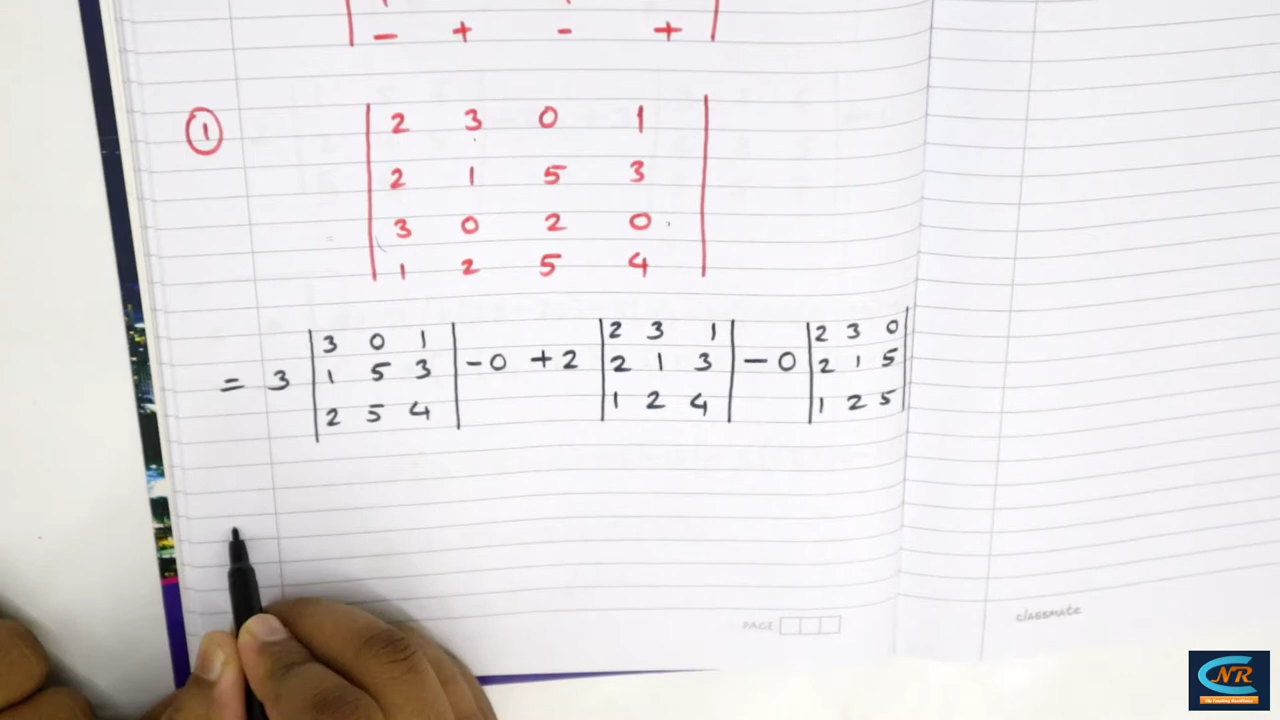 - + - +
① | 2 3 0 1 |
| 2 1 5 3 |
| 3 0 2 0 |
| 1 2 5 4 |
| 3 0 1 | | 2 3 1 | | 2 3 0 |
= 3 | 1 5 3 | - 0 + 2 | 2 1 3 | - 0 | 2 1 5 |
| 2 5 4 | | 1 2 4 | | 1 2 5 |
PAGE
classmate
CNR